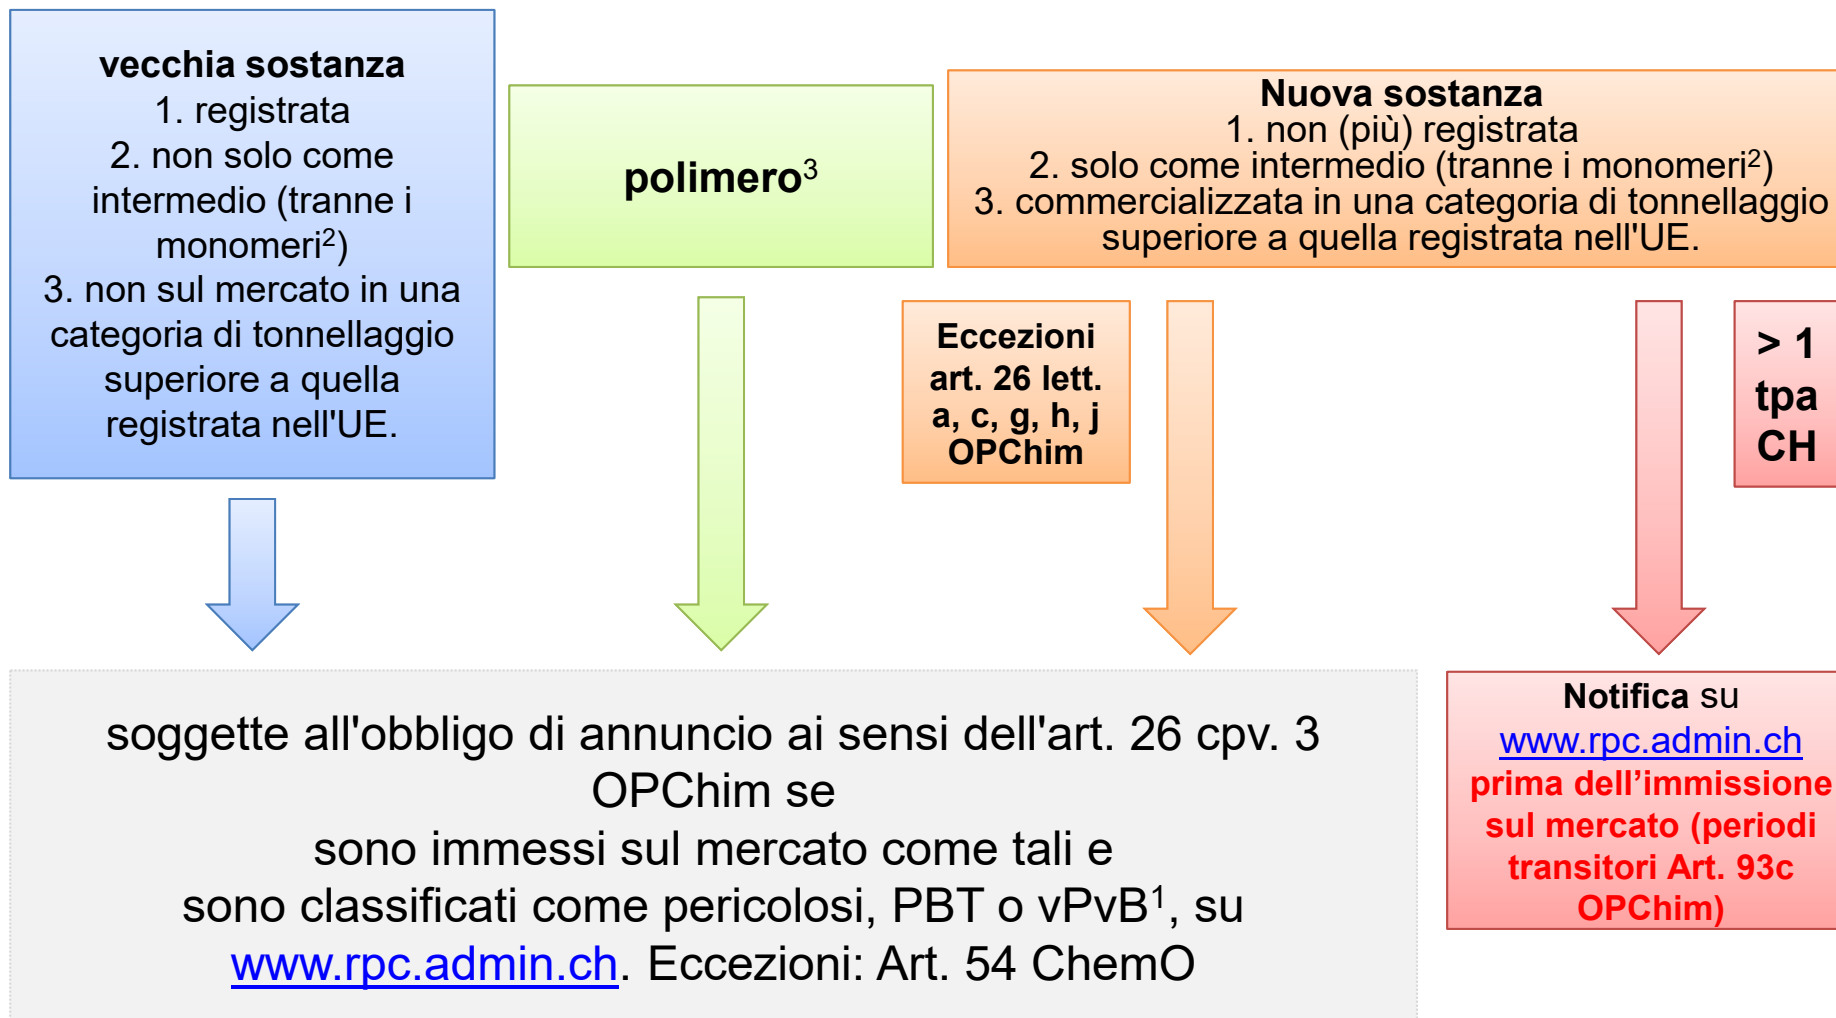 vecchia sostanza
1. registrata
2. non solo come
intermedio (tranne i
monomeri²)
3. non sul mercato in una
categoria di tonnellaggio
superiore a quella
registrata nell'UE.
polimero³
Nuova sostanza
1. non (più) registrata
2. solo come intermedio (tranne i monomeri²)
3. commercializzata in una categoria di tonnellaggio
superiore a quella registrata nell'UE.
Eccezioni
art. 26 lett.
a, c, g, h, j
OPChim
> 1
tpa
CH
soggette all'obbligo di annuncio ai sensi dell'art. 26 cpv. 3
OPChim se
sono immessi sul mercato come tali e
sono classificati come pericolosi, PBT o vPvB¹, su
www.rpc.admin.ch. Eccezioni: Art. 54 ChemO
Notifica su
www.rpc.admin.ch
prima dell’immissione
sul mercato (periodi
transitori Art. 93c
OPChim)